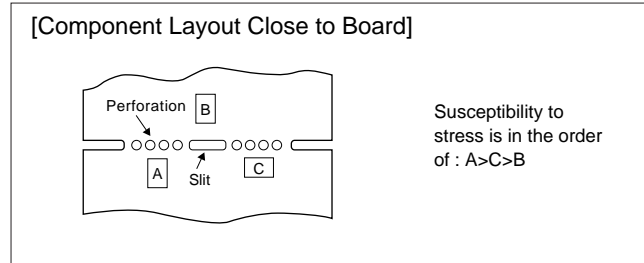 [Component Layout Close to Board]
Perforation
B
A
Slit
C
Susceptibility to
stress is in the order
of : A>C>B